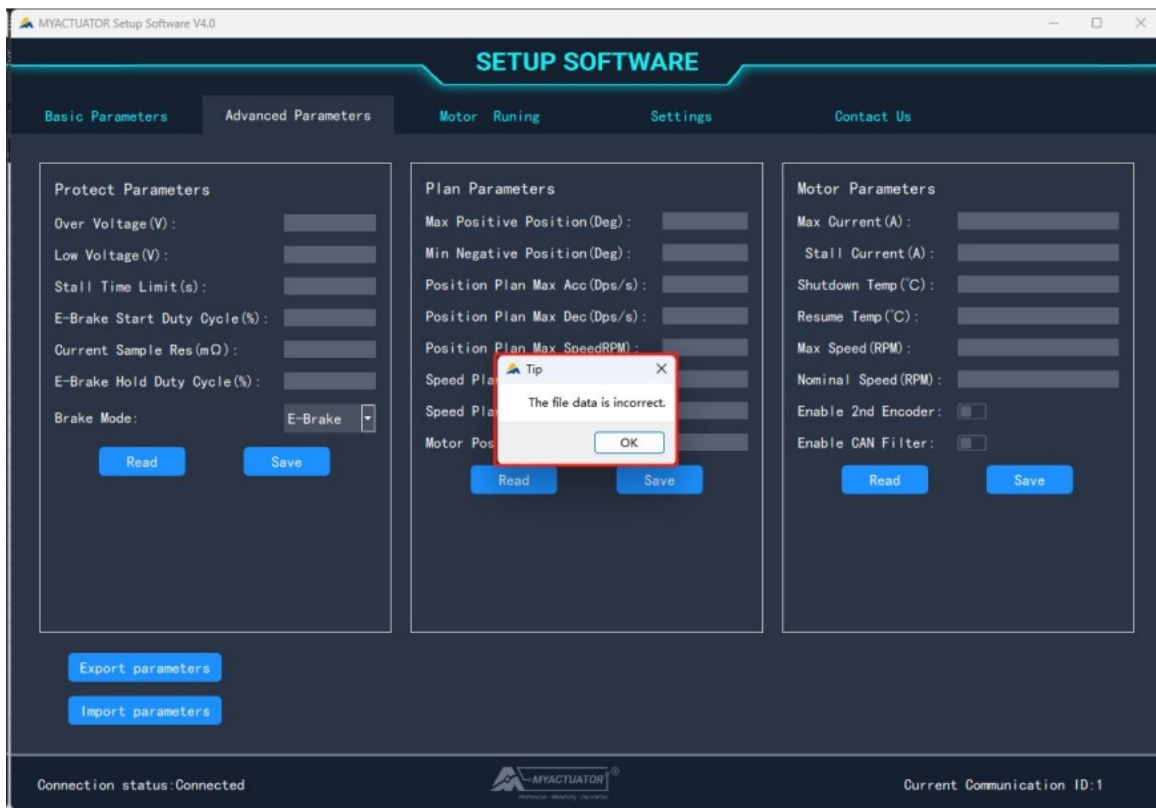 MYACTUATOR Setup Software V4.0
SETUP SOFTWARE
Basic Parameters
Advanced Parameters
Motor Runing
Settings
Contact Us
Protect Parameters
Over Voltage(V):
Low Voltage(V):
Stall Time Limit(s):
E-Brake Start Duty Cycle(%):
Current Sample Res(mΩ):
E-Brake Hold Duty Cycle(%):
Brake Mode:
E-Brake
Read
Save
Plan Parameters
Max Positive Position(Deg):
Min Negative Position(Deg):
Position Plan Max Acc(Dps/s):
Position Plan Max Dec(Dps/s):
Position Plan Max SpeedRPM):
Speed Pla
Speed Pla
Motor Pos
Read
Save
Tip
The file data is incorrect.
OK
Motor Parameters
Max Current(A):
Stall Current(A):
Shutdown Temp(℃):
Resume Temp(℃):
Max Speed(RPM):
Nominal Speed(RPM):
Enable 2nd Encoder:
Enable CAN Filter:
Read
Save
Export parameters
Import parameters
Connection status:Connected
MYACTUATOR®
Current Communication ID:1